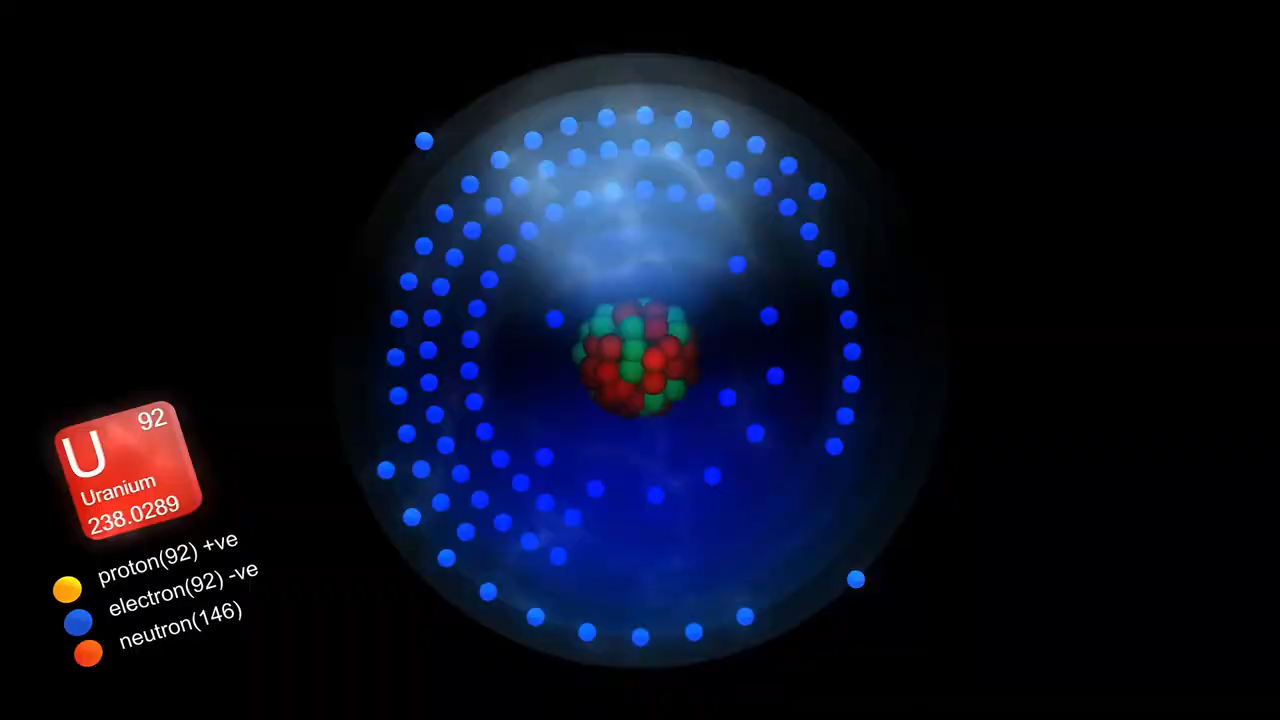 92
U
Uranium
238.0289
proton(92) +ve
electron(92) -ve
neutron(146)